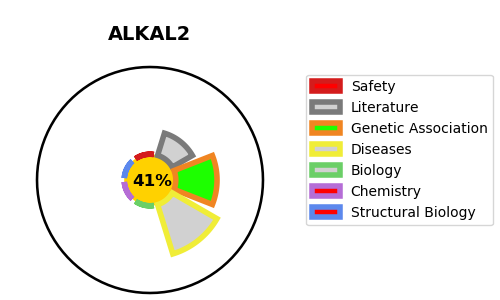 ALKAL2
41%
Safety
Literature
Genetic Association
Diseases
Biology
Chemistry
Structural Biology